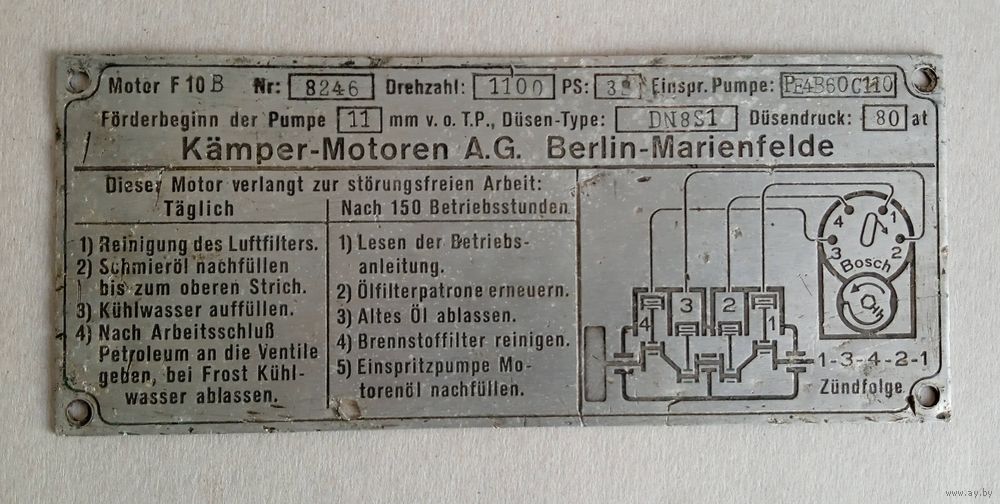 Motor F 10 B Nr: 8246 Drehzahl: 1100 PS: Einspr. Pumpe: PE4B60C110
Förderbeginn der Pumpe 11 mm v. o. T.P., Düsen-Type: DN8S1 Düsendruck: 80 at
Kämper-Motoren A.G. Berlin-Marienfelde
Dieser Motor verlangt zur störungsfreien Arbeit:
Täglich
1) Reinigung des Luftfilters.
2) Schmieröl nachfüllen
bis zum oberen Strich.
3) Kühlwasser auffüllen.
4) Nach Arbeitsschluß
Petroleum an die Ventile
geben, bei Frost Kühl-
wasser ablassen.
Nach 150 Betriebsstunden
1) Lesen der Betriebs-
anleitung.
2) Ölfilterpatrone erneuern.
3) Altes Öl ablassen.
4) Brennstoffilter reinigen.
5) Einspritzpumpe Mo-
torenöl nachfüllen.
4 1
3 2
Bosch
4 3 2 1
1-3-4-2-1
Zündfolge
www.ay.by